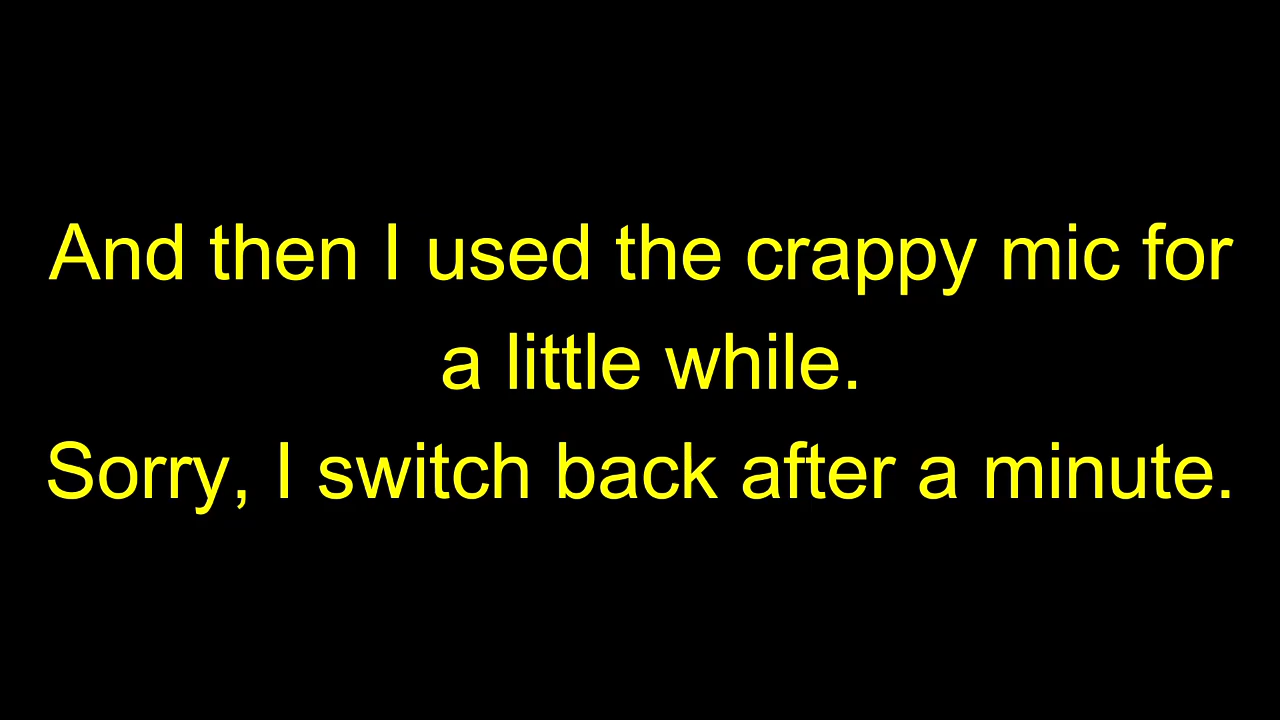 And then I used the crappy mic for
a little while.
Sorry, I switch back after a minute.